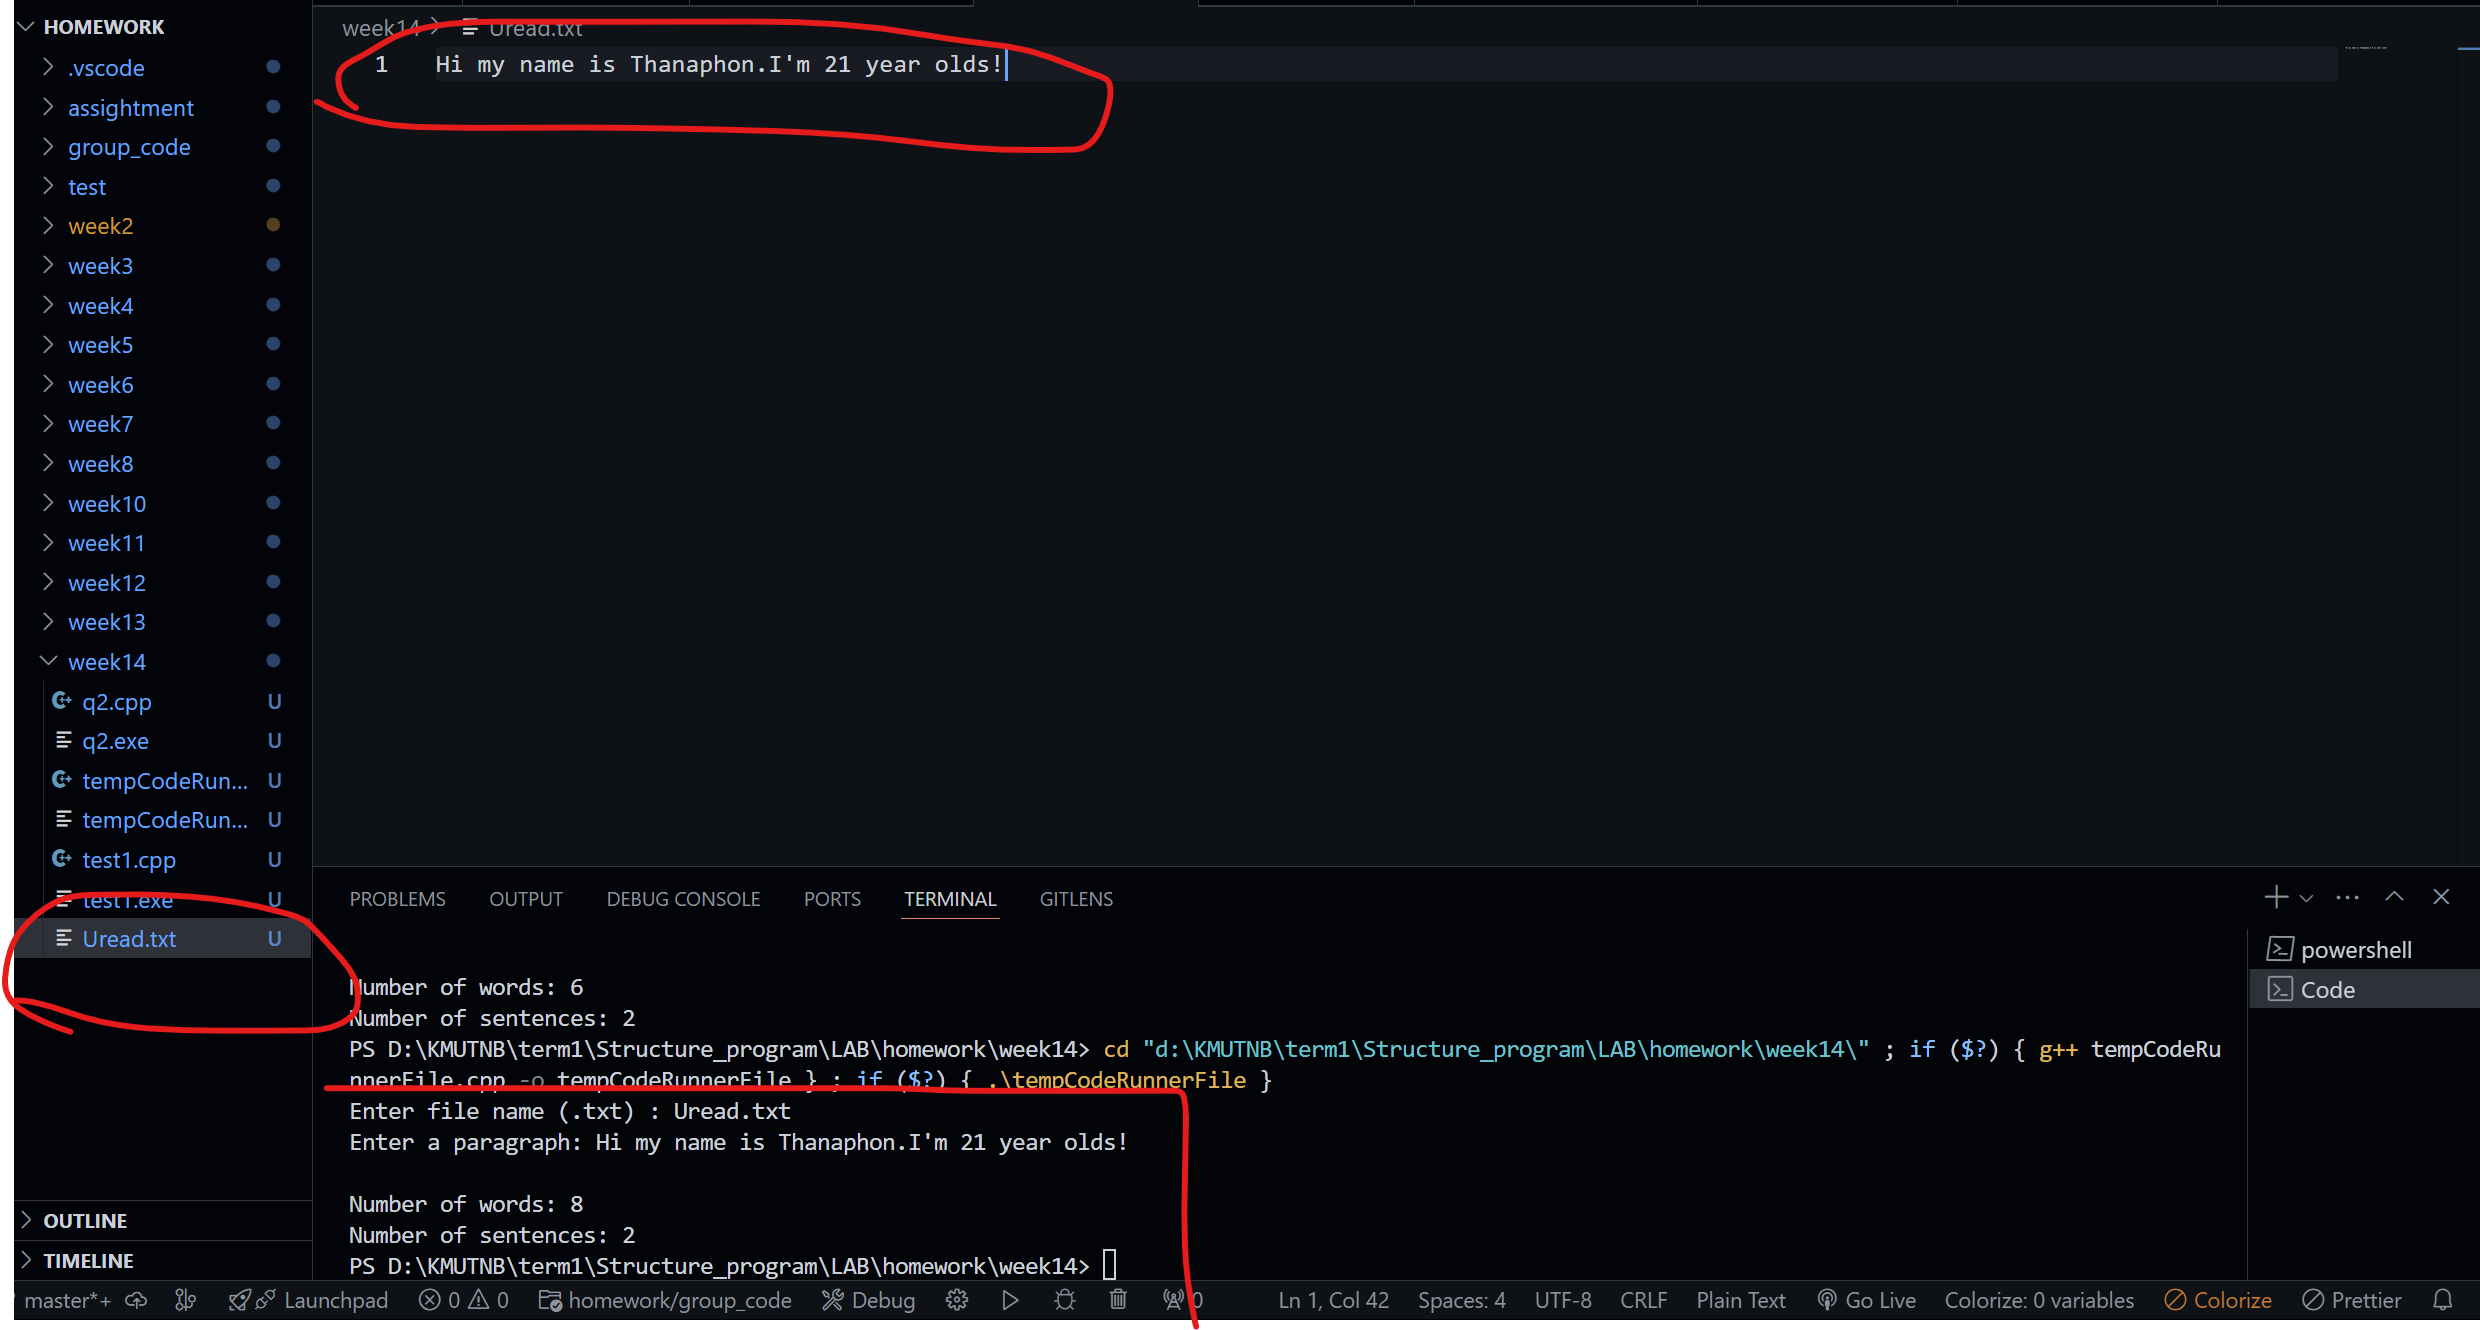 HOMEWORK
.vscode
assightment
group_code
test
week2
week3
week4
week5
week6
week7
week8
week10
week11
week12
week13
week14
q2.cpp U
q2.exe U
tempCodeRun... U
tempCodeRun... U
test1.cpp U
test1.exe U
Uread.txt U
OUTLINE
TIMELINE
week14 > Uread.txt
1 Hi my name is Thanaphon.I'm 21 year olds!
PROBLEMS OUTPUT DEBUG CONSOLE PORTS TERMINAL GITLENS
Number of words: 6
Number of sentences: 2
PS D:\KMUTNB\term1\Structure_program\LAB\homework\week14> cd "d:\KMUTNB\term1\Structure_program\LAB\homework\week14\" ; if ($?) { g++ tempCodeRu
nnerFile.cpp -o tempCodeRunnerFile } ; if ($?) { .\tempCodeRunnerFile }
Enter file name (.txt) : Uread.txt
Enter a paragraph: Hi my name is Thanaphon.I'm 21 year olds!
Number of words: 8
Number of sentences: 2
PS D:\KMUTNB\term1\Structure_program\LAB\homework\week14>
powershell
Code
master*+ Launchpad 0 0 homework/group_code Debug 0 Ln 1, Col 42 Spaces: 4 UTF-8 CRLF Plain Text Go Live Colorize: 0 variables Colorize Prettier